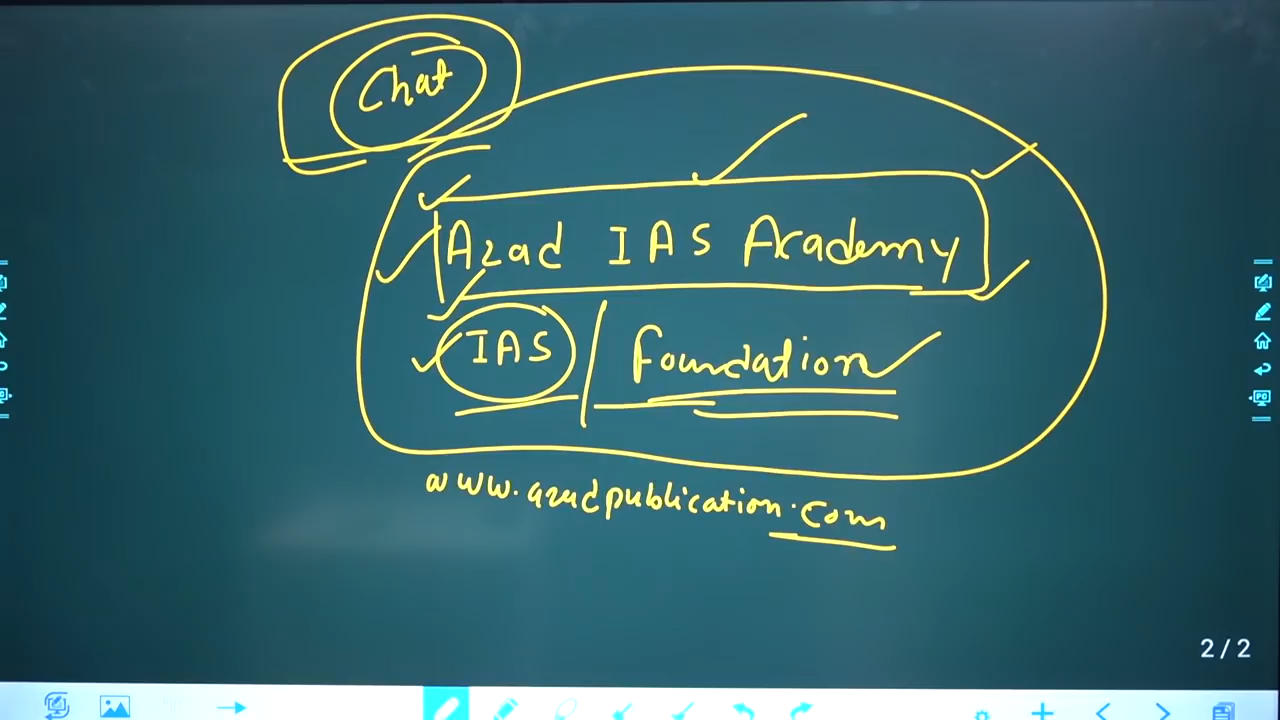 Chat
Azad IAS Academy
IAS / Foundation
www.azadpublication.com
2/2